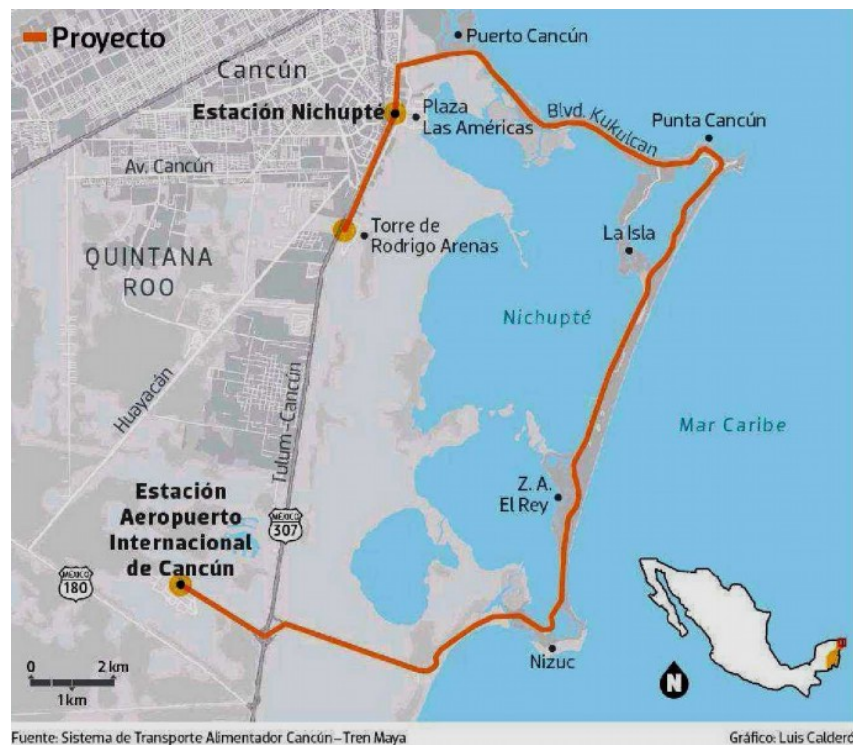 Proyecto
Puerto Cancún
Cancún
Estación Nichupté
Plaza
Las Américas
Blvd. Kukulcan
Punta Cancún
Av. Cancún
Torre de
Rodrigo Arenas
La Isla
QUINTANA
ROO
Nichupté
Huayacán
Tulum-Cancún
Mar Caribe
Estación
Aeropuerto
Internacional
de Cancún
MÉXICO
307
Z. A.
El Rey
MÉXICO
180
Nizuc
0 2 km
1km
N
Fuente: Sistema de Transporte Alimentador Cancún–Tren Maya
Gráfico: Luis Calderó